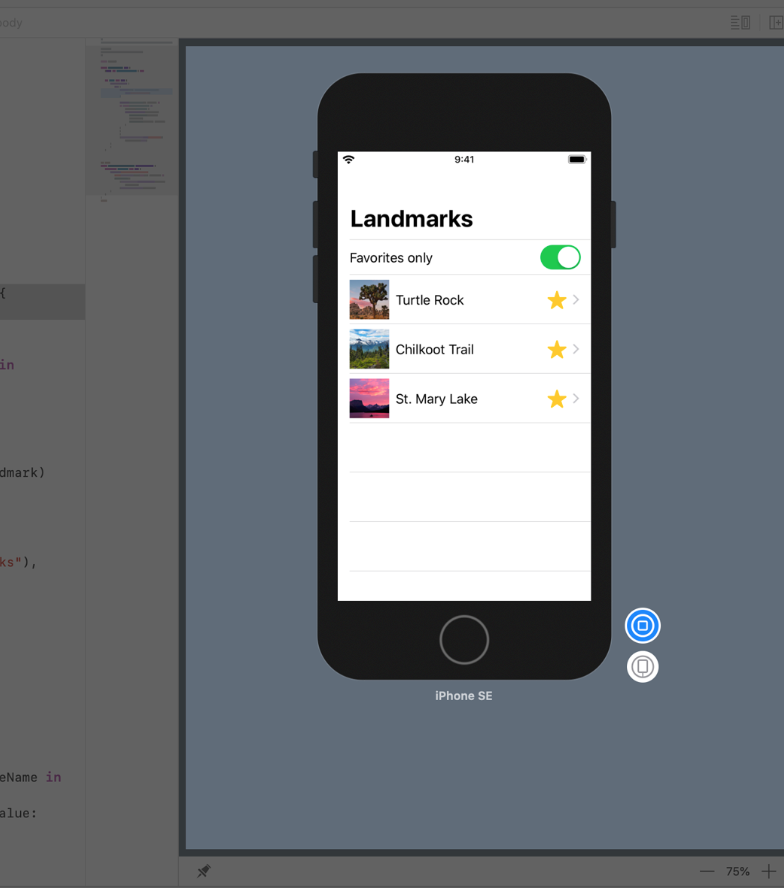 ody
{
in
dmark)
ks"),
eName in
alue:
9:41
Landmarks
Favorites only
Turtle Rock
Chilkoot Trail
St. Mary Lake
iPhone SE
75%